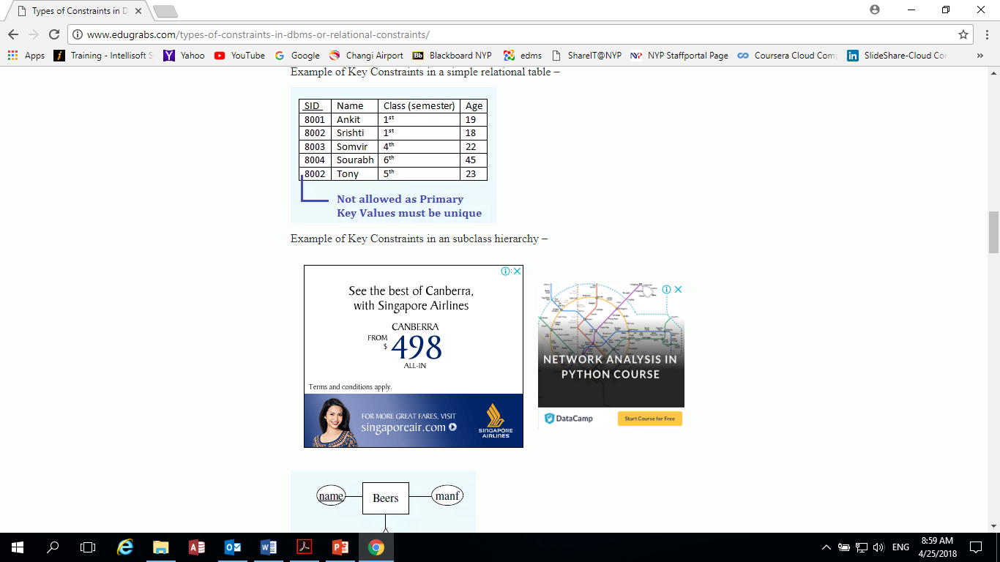 Types of Constraints in D
www.edugrabs.com/types-of-constraints-in-dbms-or-relational-constraints/
Apps Training - Intellisoft S Yahoo YouTube Google Changi Airport Bb Blackboard NYP edms ShareIT@NYP NYP NYP Staffportal Page Coursera Cloud Com in SlideShare-Cloud Cor »
Example of Key Constraints in a simple relational table –
SID Name Class (semester) Age
8001 Ankit 1st 19
8002 Srishti 1st 18
8003 Somvir 4th 22
8004 Sourabh 6th 45
8002 Tony 5th 23
Not allowed as Primary
Key Values must be unique
Example of Key Constraints in an subclass hierarchy –
See the best of Canberra,
with Singapore Airlines
CANBERRA
FROM
$ 498
ALL-IN
Terms and conditions apply.
FOR MORE GREAT FARES, VISIT
singaporeair.com
SINGAPORE
AIRLINES
NETWORK ANALYSIS IN
PYTHON COURSE
DataCamp Start Course for Free
name Beers manf
ENG
8:59 AM
4/25/2018